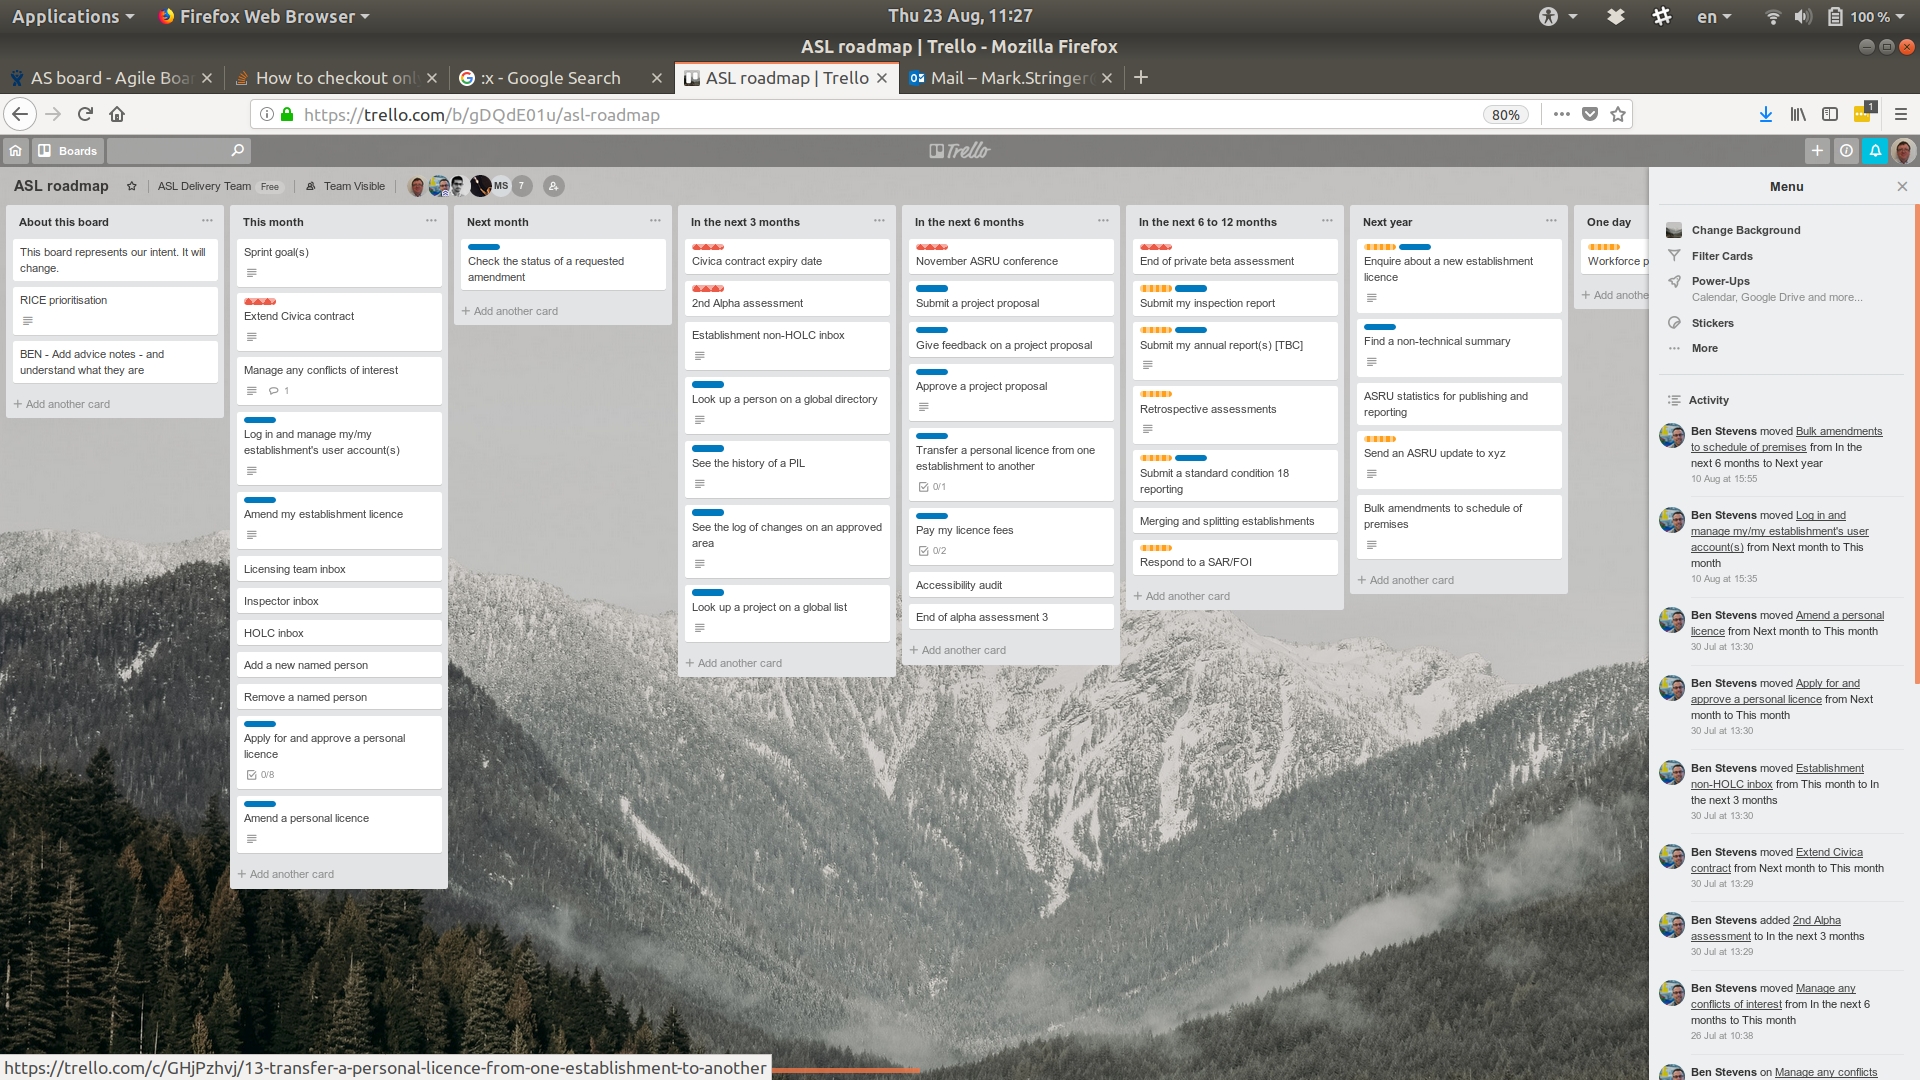 Applications
Firefox Web Browser
Thu 23 Aug, 11:27
en
100 %
ASL roadmap | Trello - Mozilla Firefox
AS board - Agile Boa
How to checkout onl
:x - Google Search
ASL roadmap | Trello
Mail – Mark.Stringer
https://trello.com/b/gDQdE01u/asl-roadmap
80%
1
Boards
Trello
ASL roadmap
ASL Delivery Team
Free
Team Visible
MS
7
About this board
This board represents our intent. It will
change.
RICE prioritisation
BEN - Add advice notes - and
understand what they are
+ Add another card
This month
Sprint goal(s)
Extend Civica contract
Manage any conflicts of interest
1
Log in and manage my/my
establishment's user account(s)
Amend my establishment licence
Licensing team inbox
Inspector inbox
HOLC inbox
Add a new named person
Remove a named person
Apply for and approve a personal
licence
0/8
Amend a personal licence
+ Add another card
Next month
Check the status of a requested
amendment
+ Add another card
In the next 3 months
Civica contract expiry date
2nd Alpha assessment
Establishment non-HOLC inbox
Look up a person on a global directory
See the history of a PIL
See the log of changes on an approved
area
Look up a project on a global list
+ Add another card
In the next 6 months
November ASRU conference
Submit a project proposal
Give feedback on a project proposal
Approve a project proposal
Transfer a personal licence from one
establishment to another
0/1
Pay my licence fees
0/2
Accessibility audit
End of alpha assessment 3
+ Add another card
In the next 6 to 12 months
End of private beta assessment
Submit my inspection report
Submit my annual report(s) [TBC]
Retrospective assessments
Submit a standard condition 18
reporting
Merging and splitting establishments
Respond to a SAR/FOI
+ Add another card
Next year
Enquire about a new establishment
licence
Find a non-technical summary
ASRU statistics for publishing and
reporting
Send an ASRU update to xyz
Bulk amendments to schedule of
premises
+ Add another card
One day
Workforce p
+ Add anothe
Menu
Change Background
Filter Cards
Power-Ups
Calendar, Google Drive and more...
Stickers
More
Activity
Ben Stevens moved Bulk amendments
to schedule of premises from In the
next 6 months to Next year
10 Aug at 15:55
Ben Stevens moved Log in and
manage my/my establishment's user
account(s) from Next month to This
month
10 Aug at 15:35
Ben Stevens moved Amend a personal
licence from Next month to This month
30 Jul at 13:30
Ben Stevens moved Apply for and
approve a personal licence from Next
month to This month
30 Jul at 13:30
Ben Stevens moved Establishment
non-HOLC inbox from This month to In
the next 3 months
30 Jul at 13:30
Ben Stevens moved Extend Civica
contract from Next month to This month
30 Jul at 13:29
Ben Stevens added 2nd Alpha
assessment to In the next 3 months
30 Jul at 13:29
Ben Stevens moved Manage any
conflicts of interest from In the next 6
months to This month
26 Jul at 10:38
Ben Stevens on Manage any conflicts
https://trello.com/c/GHjPzhvj/13-transfer-a-personal-licence-from-one-establishment-to-another